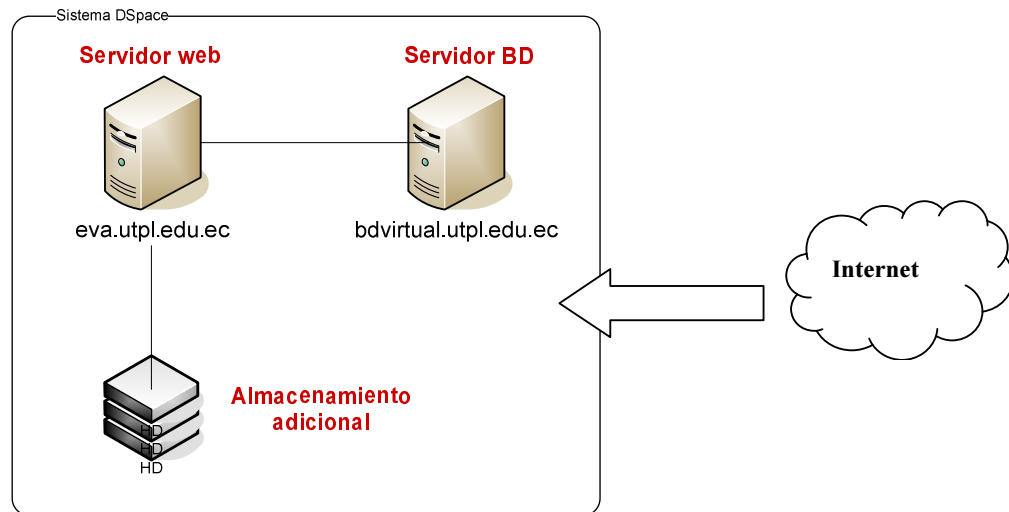 Sistema DSpace
Servidor web
Servidor BD
eva.utpl.edu.ec
bdvirtual.utpl.edu.ec
Internet
Almacenamiento
adicional
HD
HD
HD